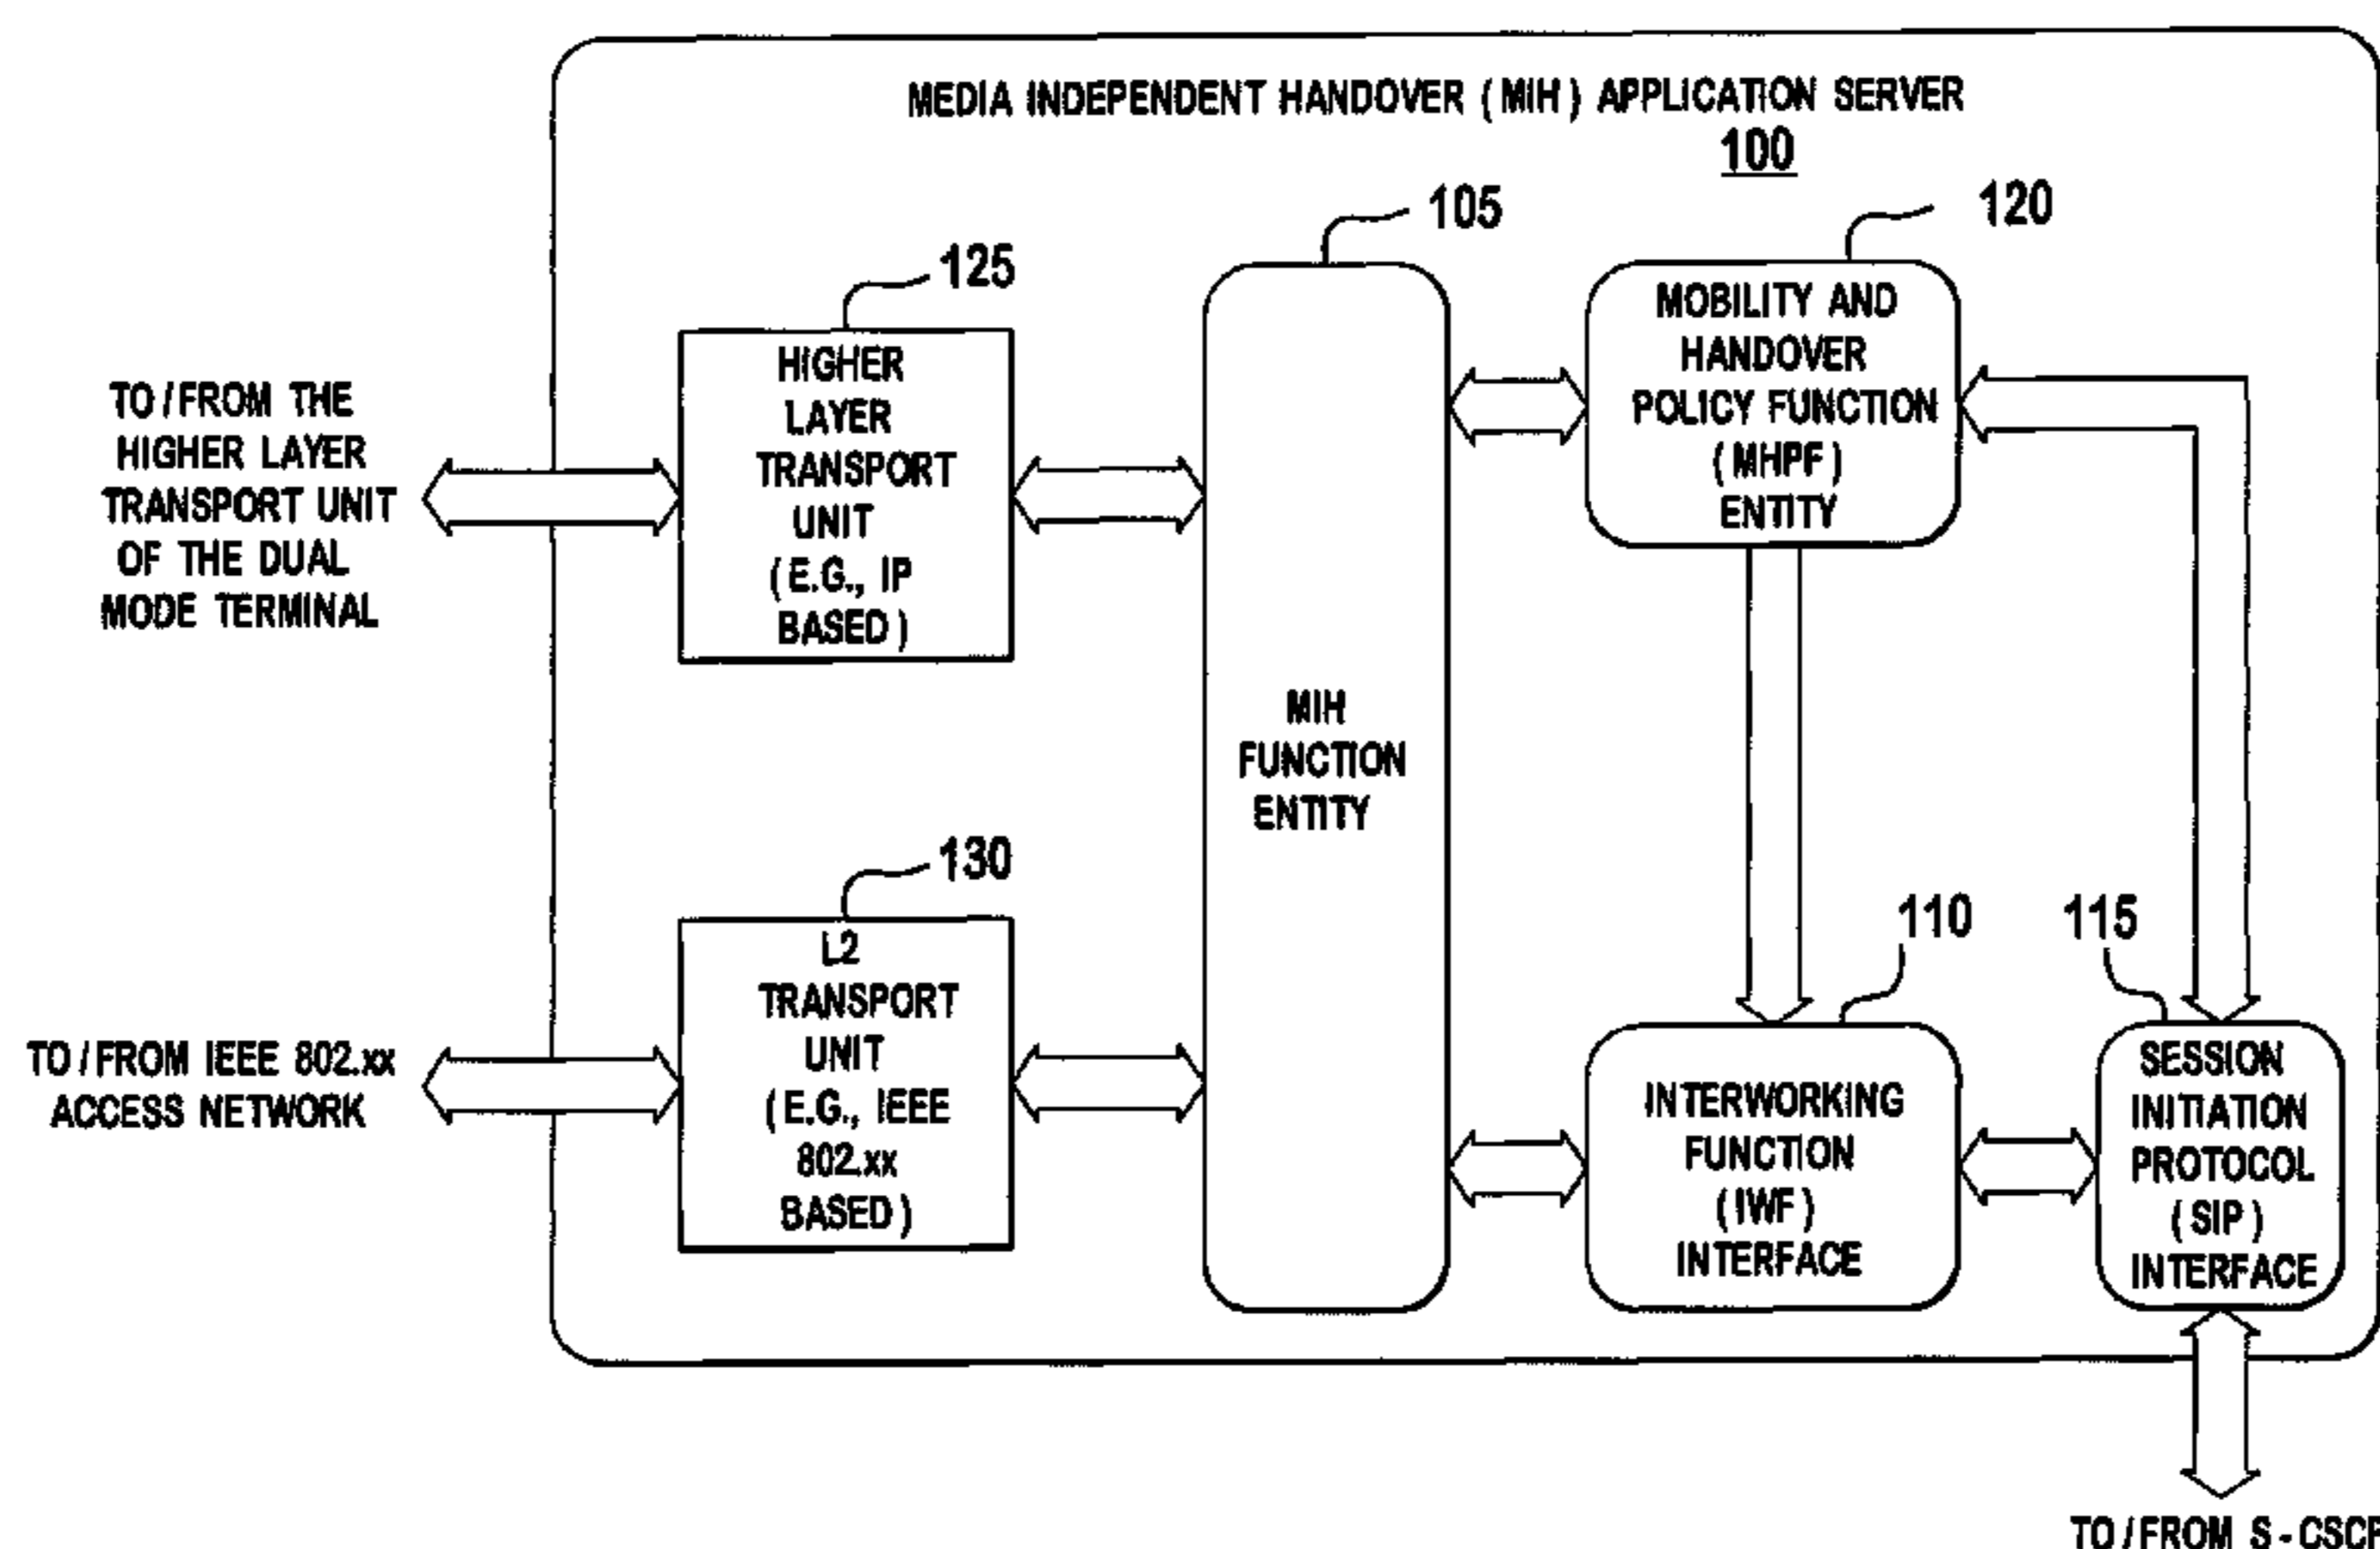 MEDIA INDEPENDENT HANDOVER (MIH) APPLICATION SERVER
100
105
120
125
HIGHER
LAYER
TRANSPORT
UNIT
(E.G., IP
BASED)
MOBILITY AND
HANDOVER
POLICY FUNCTION
(MHPF)
ENTITY
TO/FROM THE
HIGHER LAYER
TRANSPORT UNIT
OF THE DUAL
MODE TERMINAL
MIH
FUNCTION
ENTITY
130
L2
TRANSPORT
UNIT
(E.G., IEEE
802.xx
BASED)
110
115
TO/FROM IEEE 802.xx
ACCESS NETWORK
INTERWORKING
FUNCTION
(IWF)
INTERFACE
SESSION
INITIATION
PROTOCOL
(SIP)
INTERFACE
TO/FROM S-CSCF